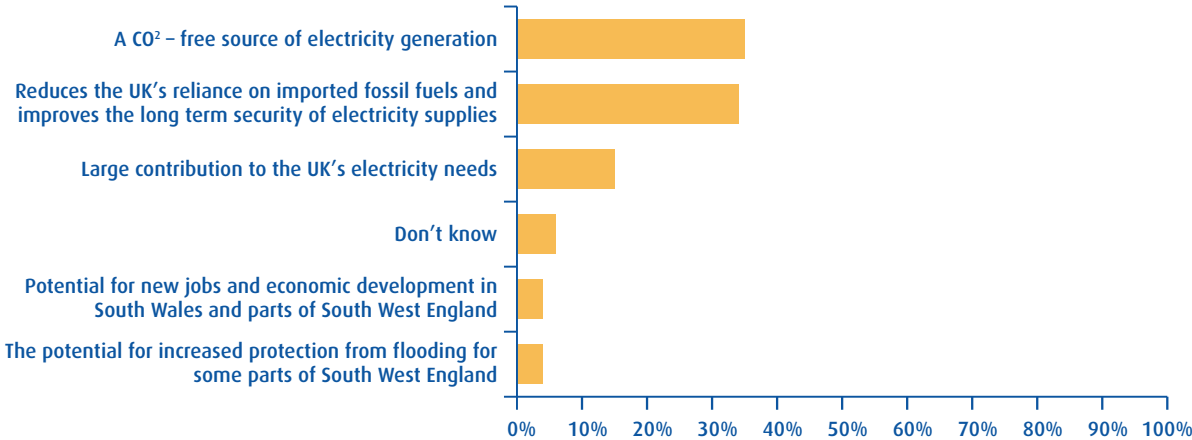 A CO² – free source of electricity generation
Reduces the UK's reliance on imported fossil fuels and
improves the long term security of electricity supplies
Large contribution to the UK's electricity needs
Don't know
Potential for new jobs and economic development in
South Wales and parts of South West England
The potential for increased protection from flooding for
some parts of South West England
0% 10% 20% 30% 40% 50% 60% 70% 80% 90% 100%